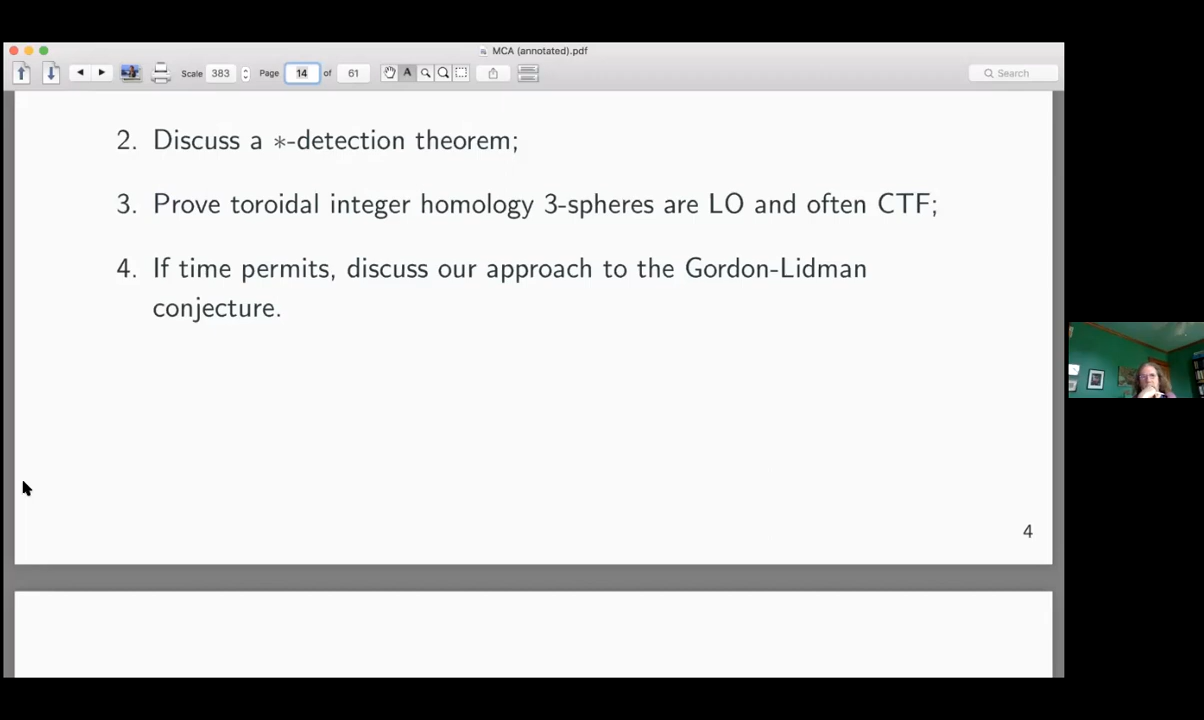 MCA (annotated).pdf
Scale 383 Page 14 of 61 Search
2. Discuss a *-detection theorem;
3. Prove toroidal integer homology 3-spheres are LO and often CTF;
4. If time permits, discuss our approach to the Gordon-Lidman
conjecture.
4